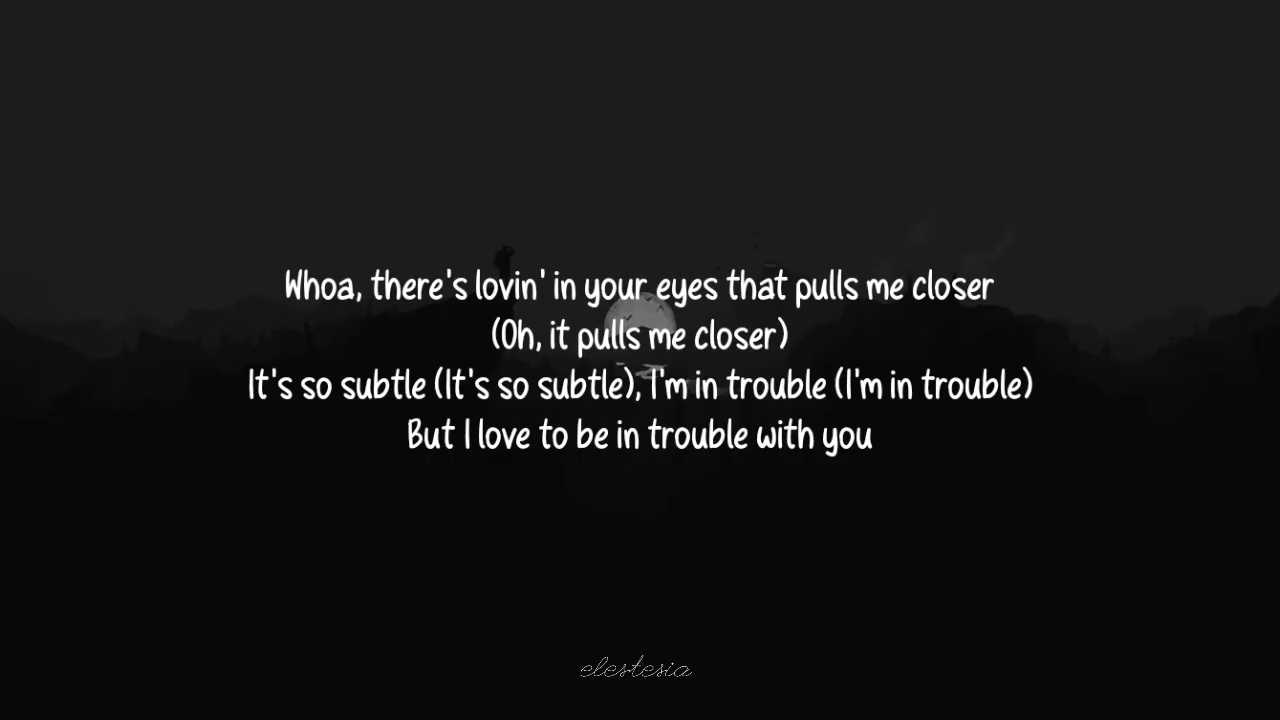 Whoa, there's lovin' in your eyes that pulls me closer
(Oh, it pulls me closer)
It's so subtle (It's so subtle), I'm in trouble (I'm in trouble)
But I love to be in trouble with you
elestesia